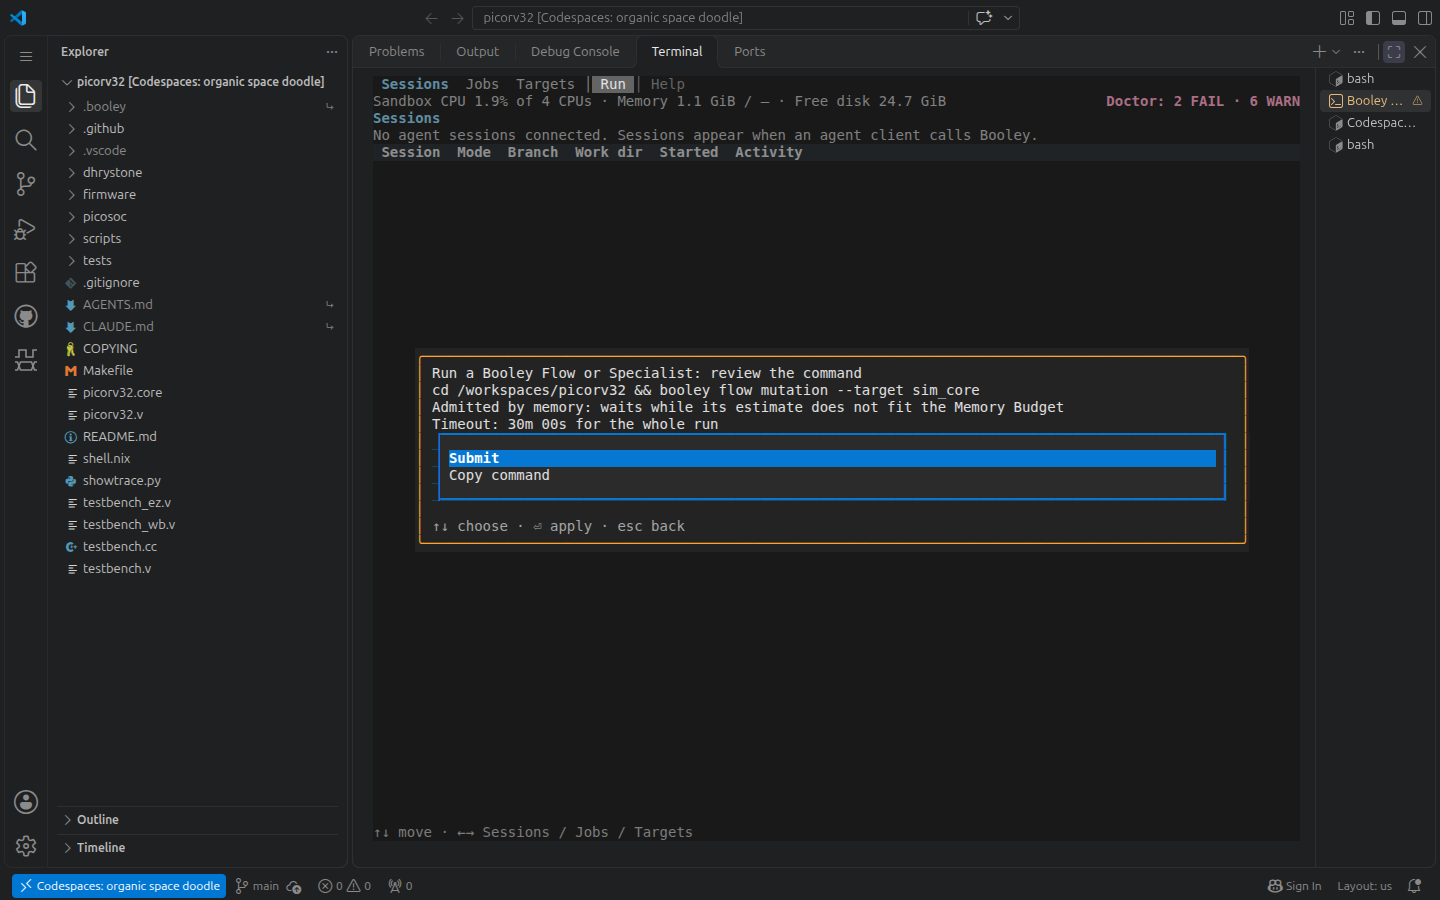 picorv32 [Codespaces: organic space doodle]
Explorer
picorv32 [Codespaces: organic space doodle]
.booley
.github
.vscode
dhrystone
firmware
picosoc
scripts
tests
.gitignore
AGENTS.md
CLAUDE.md
COPYING
Makefile
picorv32.core
picorv32.v
README.md
shell.nix
showtrace.py
testbench_ez.v
testbench_wb.v
testbench.cc
testbench.v
Outline
Timeline
Problems Output Debug Console Terminal Ports
Sessions Jobs Targets | Run | Help
Sandbox CPU 1.9% of 4 CPUs · Memory 1.1 GiB / — · Free disk 24.7 GiB Doctor: 2 FAIL · 6 WARN
Sessions
No agent sessions connected. Sessions appear when an agent client calls Booley.
Session Mode Branch Work dir Started Activity
Run a Booley Flow or Specialist: review the command
cd /workspaces/picorv32 && booley flow mutation --target sim_core
Admitted by memory: waits while its estimate does not fit the Memory Budget
Timeout: 30m 00s for the whole run
Submit
Copy command
↑↓ choose · ⏎ apply · esc back
↑↓ move · ←→ Sessions / Jobs / Targets
bash
Booley ...
Codespac...
bash
Codespaces: organic space doodle main 0 0 0 Sign In Layout: us